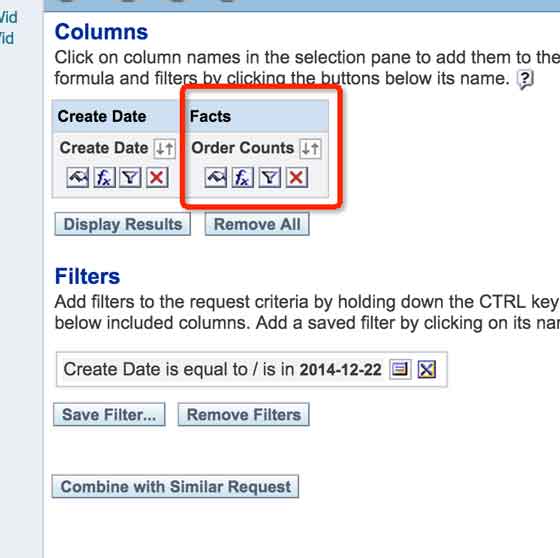 Wid
Vid
Columns
Click on column names in the selection pane to add them to the
formula and filters by clicking the buttons below its name. ?
Create Date Facts
Create Date Order Counts
fx fx
Display Results Remove All
Filters
Add filters to the request criteria by holding down the CTRL key
below included columns. Add a saved filter by clicking on its na
Create Date is equal to / is in 2014-12-22
Save Filter... Remove Filters
Combine with Similar Request